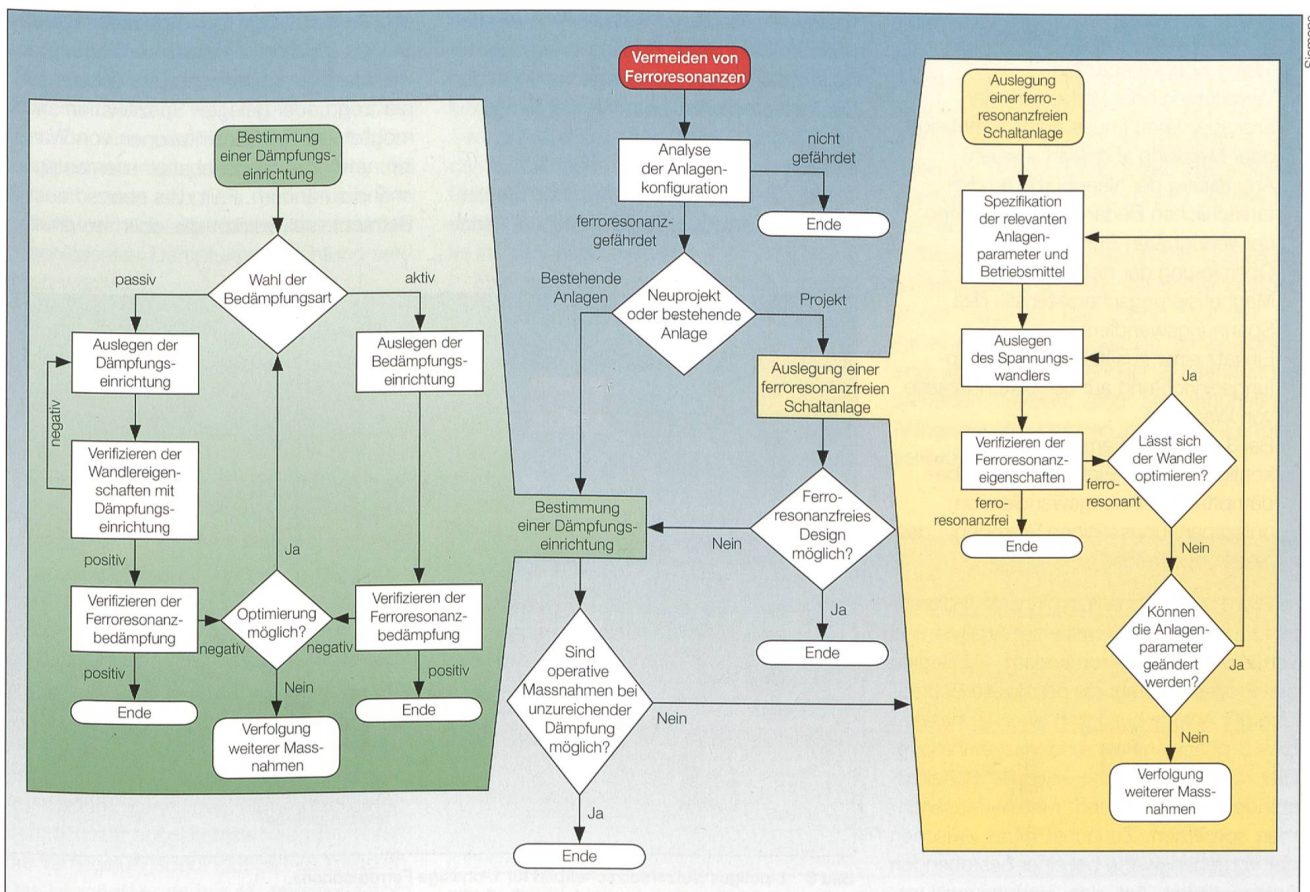 Siemens
Vermeiden von
Ferroresonanzen
Analyse
der Anlagen-
konfiguration
nicht
gefährdet
Ende
ferroresonanz-
gefährdet
Neuprojekt
oder bestehende
Anlage
Bestehende
Anlagen
Projekt
Auslegung einer
ferroresonanzfreien
Schaltanlage
Ferro-
resonanzfreies
Design
möglich?
Nein
Ja
Ende
Bestimmung
einer Dämpfungs-
einrichtung
Sind
operative
Massnahmen bei
unzureichender
Dämpfung
möglich?
Nein
Ja
Ende
Bestimmung
einer Dämpfungs-
einrichtung
Wahl der
Bedämpfungsart
passiv
aktiv
Auslegen der
Dämpfungs-
einrichtung
Auslegen der
Bedämpfungs-
einrichtung
negativ
Verifizieren der
Wandlereigen-
schaften mit
Dämpfungs-
einrichtung
positiv
Ja
Verifizieren der
Ferroresonanz-
bedämpfung
Optimierung
möglich?
Verifizieren der
Ferroresonanz-
bedämpfung
negativ
negativ
positiv
Nein
positiv
Ende
Ende
Verfolgung
weiterer Mass-
nahmen
Auslegung
einer ferro-
resonanzfreien
Schaltanlage
Spezifikation
der relevanten
Anlagen-
parameter und
Betriebsmittel
Auslegen
des Spannungs-
wandlers
Ja
Verifizieren der
Ferroresonanz-
eigenschaften
Lässt sich
der Wandler
optimieren?
ferro-
resonant
ferro-
resonanzfrei
Ende
Nein
Können
die Anlagen-
parameter
geändert
werden?
Ja
Nein
Verfolgung
weiterer Mass-
nahmen